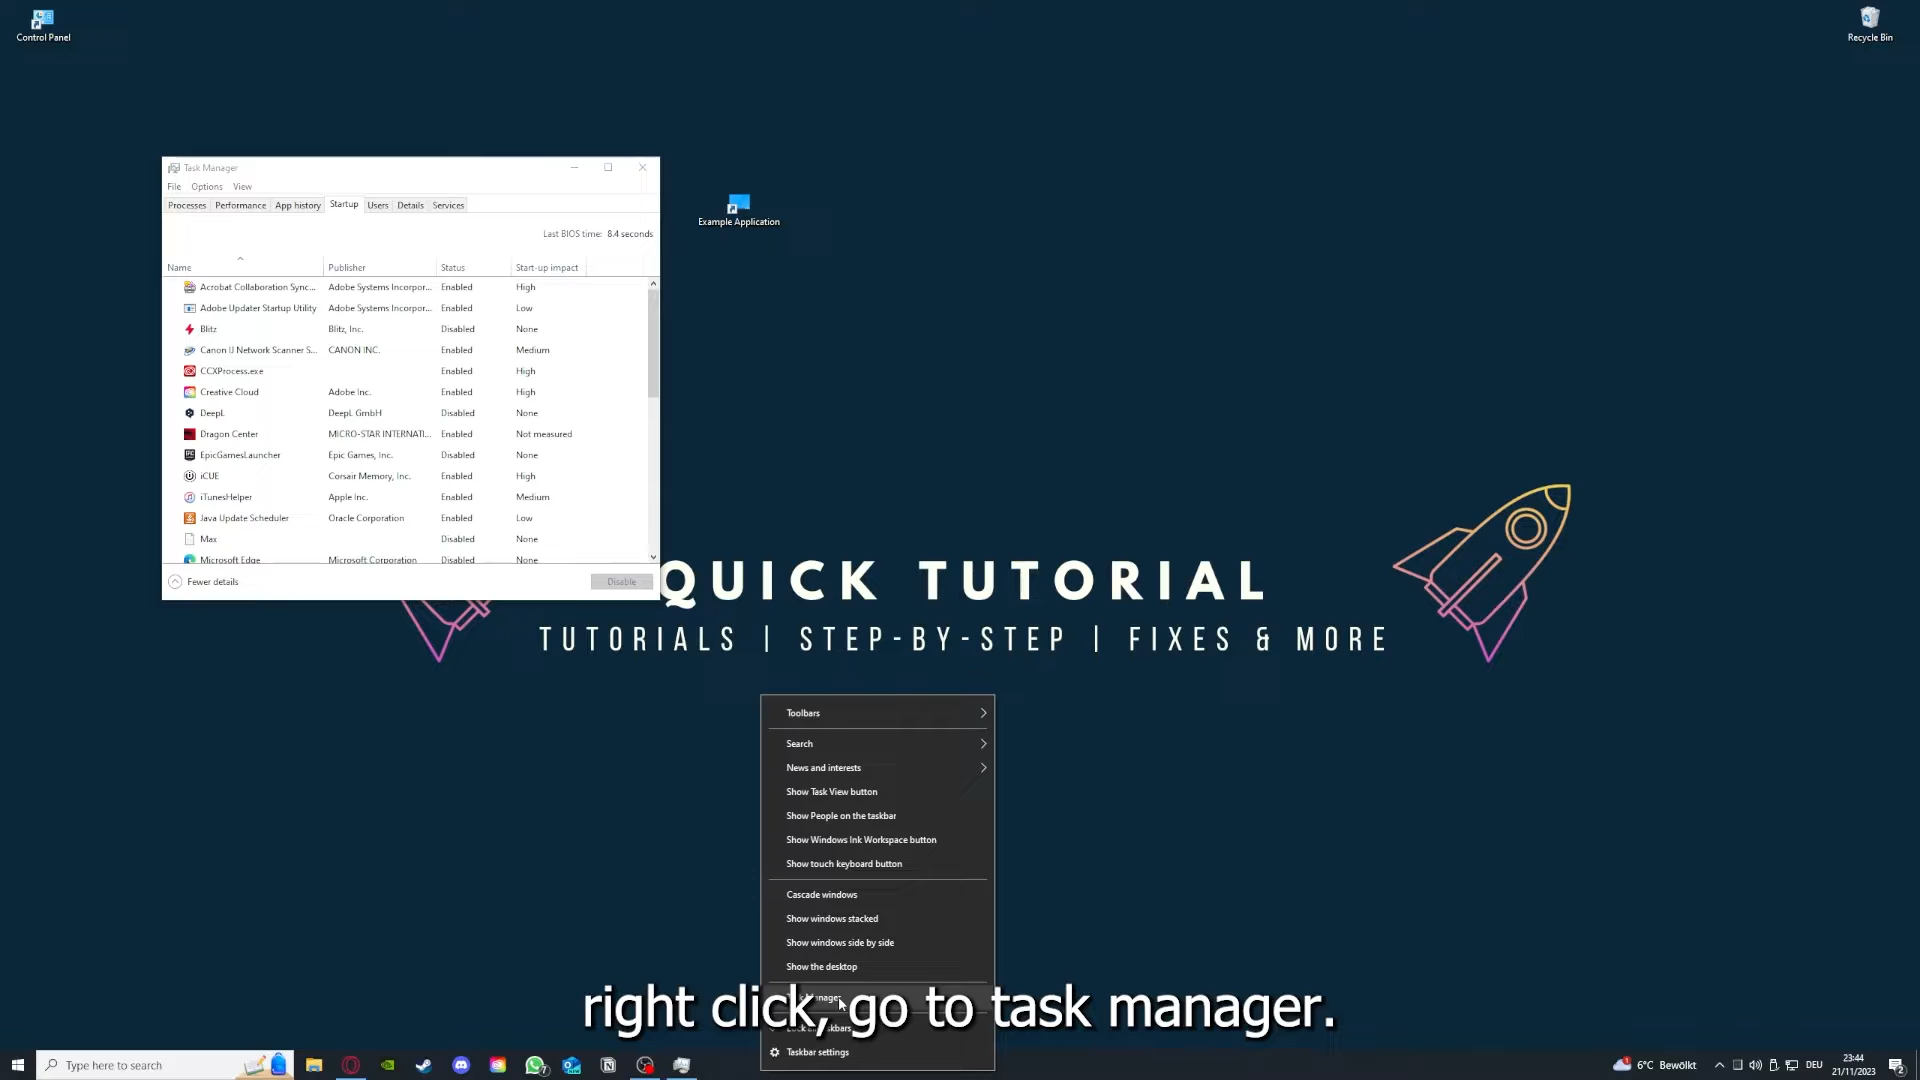 Control Panel
Recycle Bin
Task Manager
File Options View
Processes Performance App history Startup Users Details Services
Last BIOS time: 8.4 seconds
Name Publisher Status Start-up impact
Acrobat Collaboration Sync... Adobe Systems Incorpor... Enabled High
Adobe Updater Startup Utility Adobe Systems Incorpor... Enabled Low
Blitz Blitz, Inc. Disabled None
Canon IJ Network Scanner S... CANON INC. Enabled Medium
CCXProcess.exe Enabled High
Creative Cloud Adobe Inc. Enabled High
DeepL DeepL GmbH Disabled None
Dragon Center MICRO-STAR INTERNATI... Enabled Not measured
EpicGamesLauncher Epic Games, Inc. Disabled None
iCUE Corsair Memory, Inc. Enabled High
iTunesHelper Apple Inc. Enabled Medium
Java Update Scheduler Oracle Corporation Enabled Low
Max Disabled None
Microsoft Edge Microsoft Corporation Disabled None
Fewer details Disable
Example Application
QUICK TUTORIAL
TUTORIALS | STEP-BY-STEP | FIXES & MORE
Toolbars
Search
News and interests
Show Task View button
Show People on the taskbar
Show Windows Ink Workspace button
Show touch keyboard button
Cascade windows
Show windows stacked
Show windows side by side
Show the desktop
right click, go to task manager.
Taskbar settings
Type here to search
6°C Bewölkt
DEU
23:44
21/11/2023